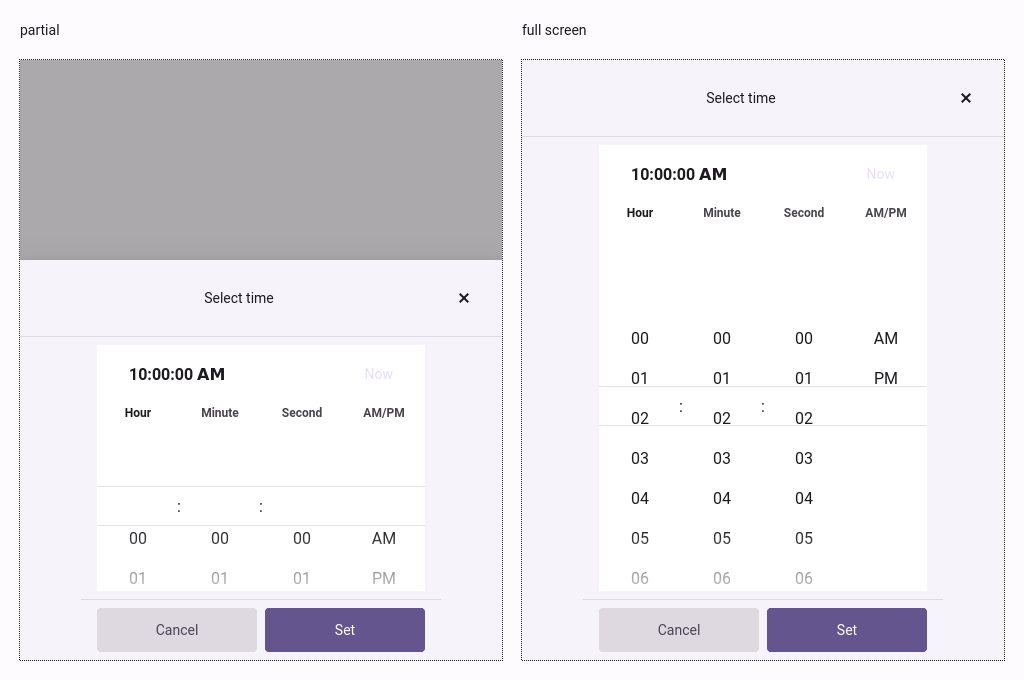 partial
Select time
×
10:00:00 AM
Now
Hour Minute Second AM/PM
: :
00 00 00 AM
01 01 01 PM
Cancel Set
full screen
Select time
×
10:00:00 AM
Now
Hour Minute Second AM/PM
00 00 00 AM
01 01 01 PM
: :
02 02 02
03 03 03
04 04 04
05 05 05
06 06 06
Cancel Set